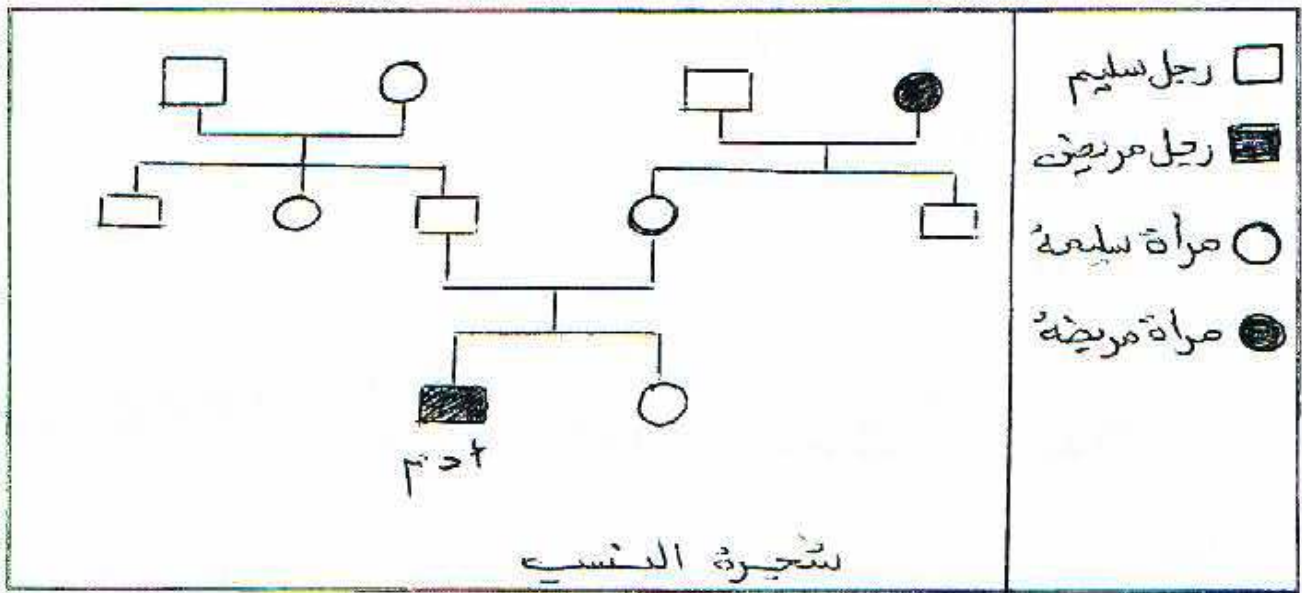 رجل سليم
رجل مريض
مرأة سليمة
مرأة مريضة
آدم
شجرة النسب